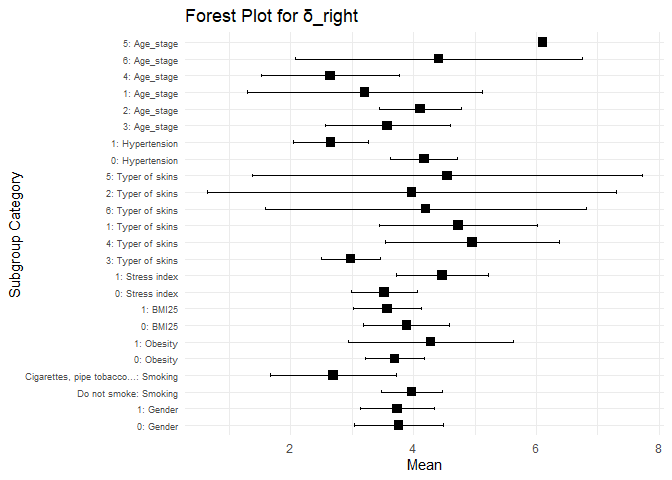 Forest Plot for δ_right
Subgroup Category
5: Age_stage
6: Age_stage
4: Age_stage
1: Age_stage
2: Age_stage
3: Age_stage
1: Hypertension
0: Hypertension
5: Typer of skins
2: Typer of skins
6: Typer of skins
1: Typer of skins
4: Typer of skins
3: Typer of skins
1: Stress index
0: Stress index
1: BMI25
0: BMI25
1: Obesity
0: Obesity
Cigarettes, pipe tobacco...: Smoking
Do not smoke: Smoking
1: Gender
0: Gender
2 4 6 8
Mean